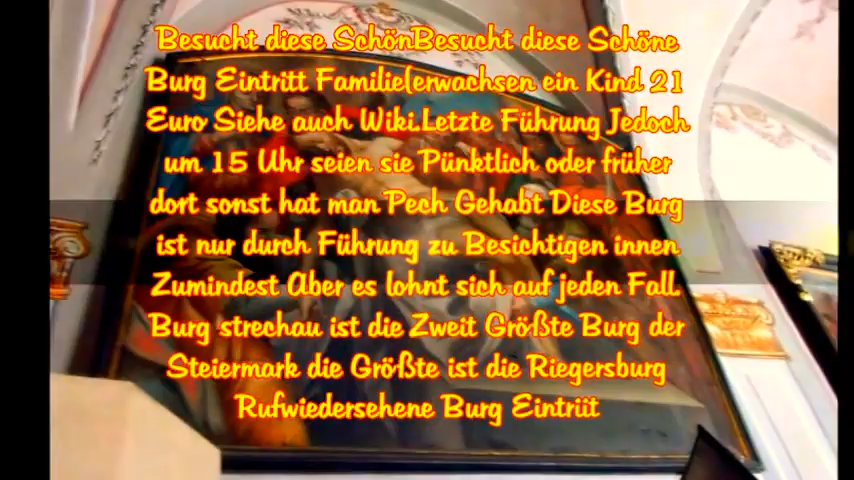 Besucht diese SchönBesucht diese Schöne
Burg Eintritt Familie(erwachsen ein Kind 21
Euro Siehe auch Wiki.Letzte Führung Jedoch
um 15 Uhr seien sie Pünktlich oder früher
dort sonst hat man Pech Gehabt Diese Burg
ist nur durch Führung zu Besichtigen innen
Zumindest Aber es lohnt sich auf jeden Fall.
Burg strechau ist die Zweit Größte Burg der
Steiermark die Größte ist die Riegersburg
Rufwiedersehene Burg Eintriit